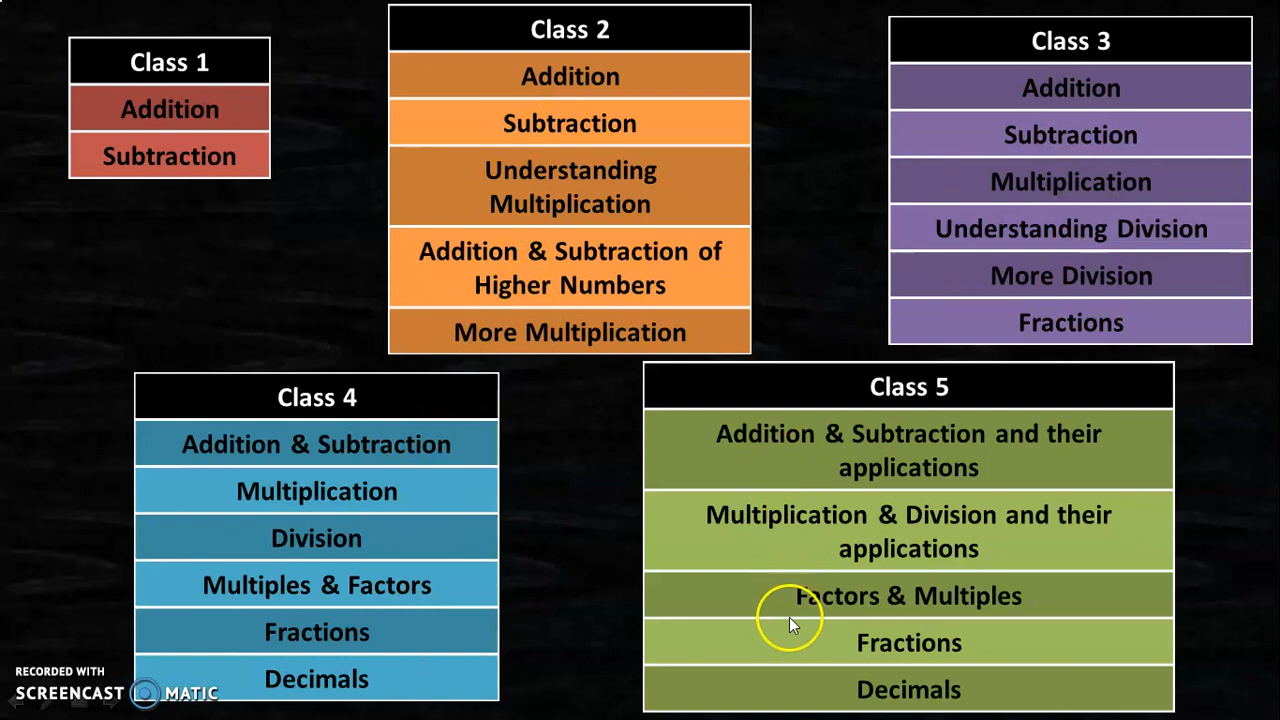 Class 1
Addition
Subtraction
Class 2
Addition
Subtraction
Understanding
Multiplication
Addition & Subtraction of
Higher Numbers
More Multiplication
Class 3
Addition
Subtraction
Multiplication
Understanding Division
More Division
Fractions
Class 4
Addition & Subtraction
Multiplication
Division
Multiples & Factors
Fractions
Decimals
Class 5
Addition & Subtraction and their
applications
Multiplication & Division and their
applications
Factors & Multiples
Fractions
Decimals
RECORDED WITH
SCREENCAST MATIC